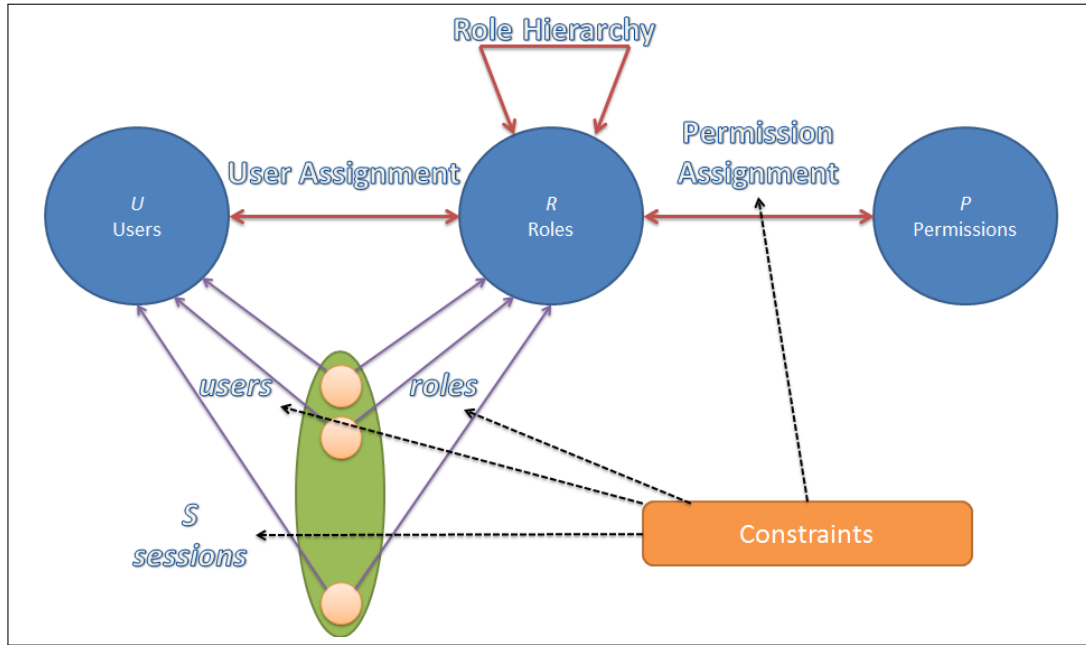 Role Hierarchy
User Assignment
Permission
Assignment
U
Users
R
Roles
P
Permissions
users
roles
S
sessions
Constraints